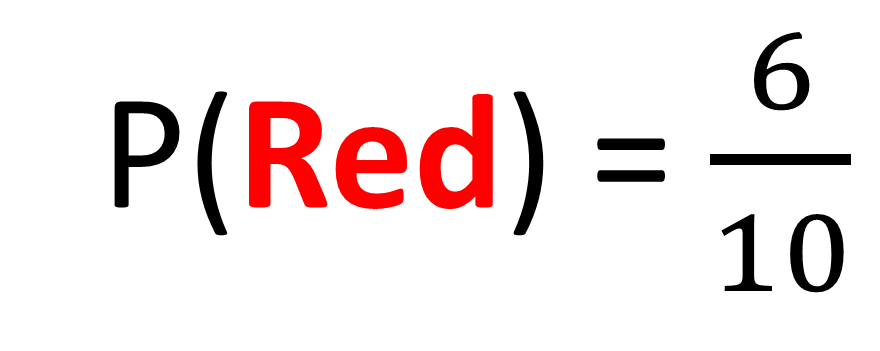 P(Red) = 6/10